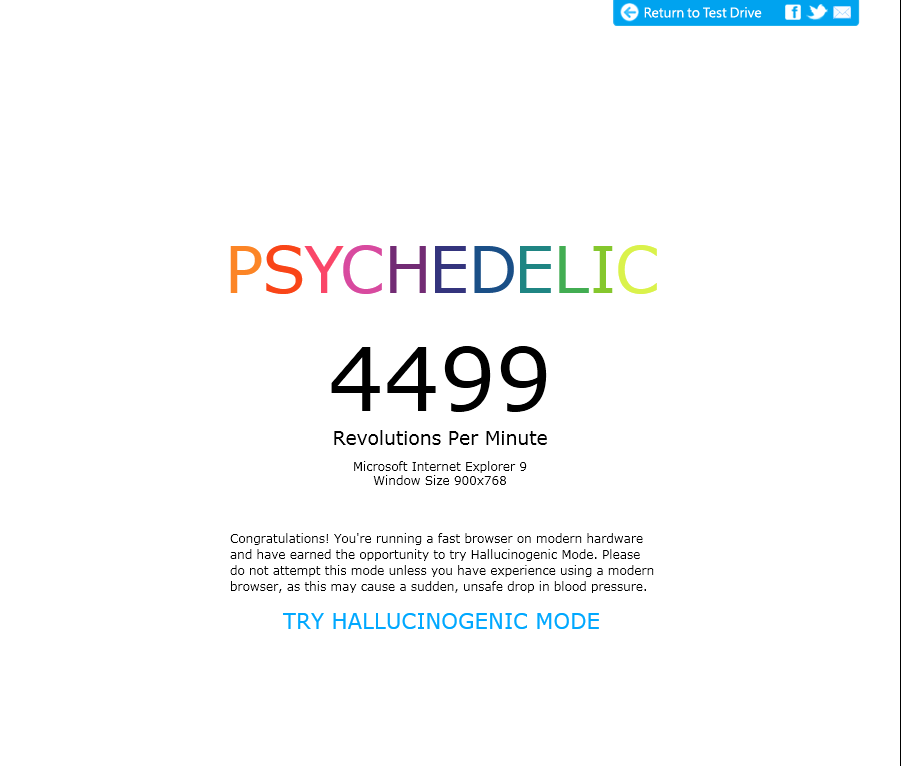 Return to Test Drive
PSYCHEDELIC
4499
Revolutions Per Minute
Microsoft Internet Explorer 9
Window Size 900x768
Congratulations! You're running a fast browser on modern hardware
and have earned the opportunity to try Hallucinogenic Mode. Please
do not attempt this mode unless you have experience using a modern
browser, as this may cause a sudden, unsafe drop in blood pressure.
TRY HALLUCINOGENIC MODE